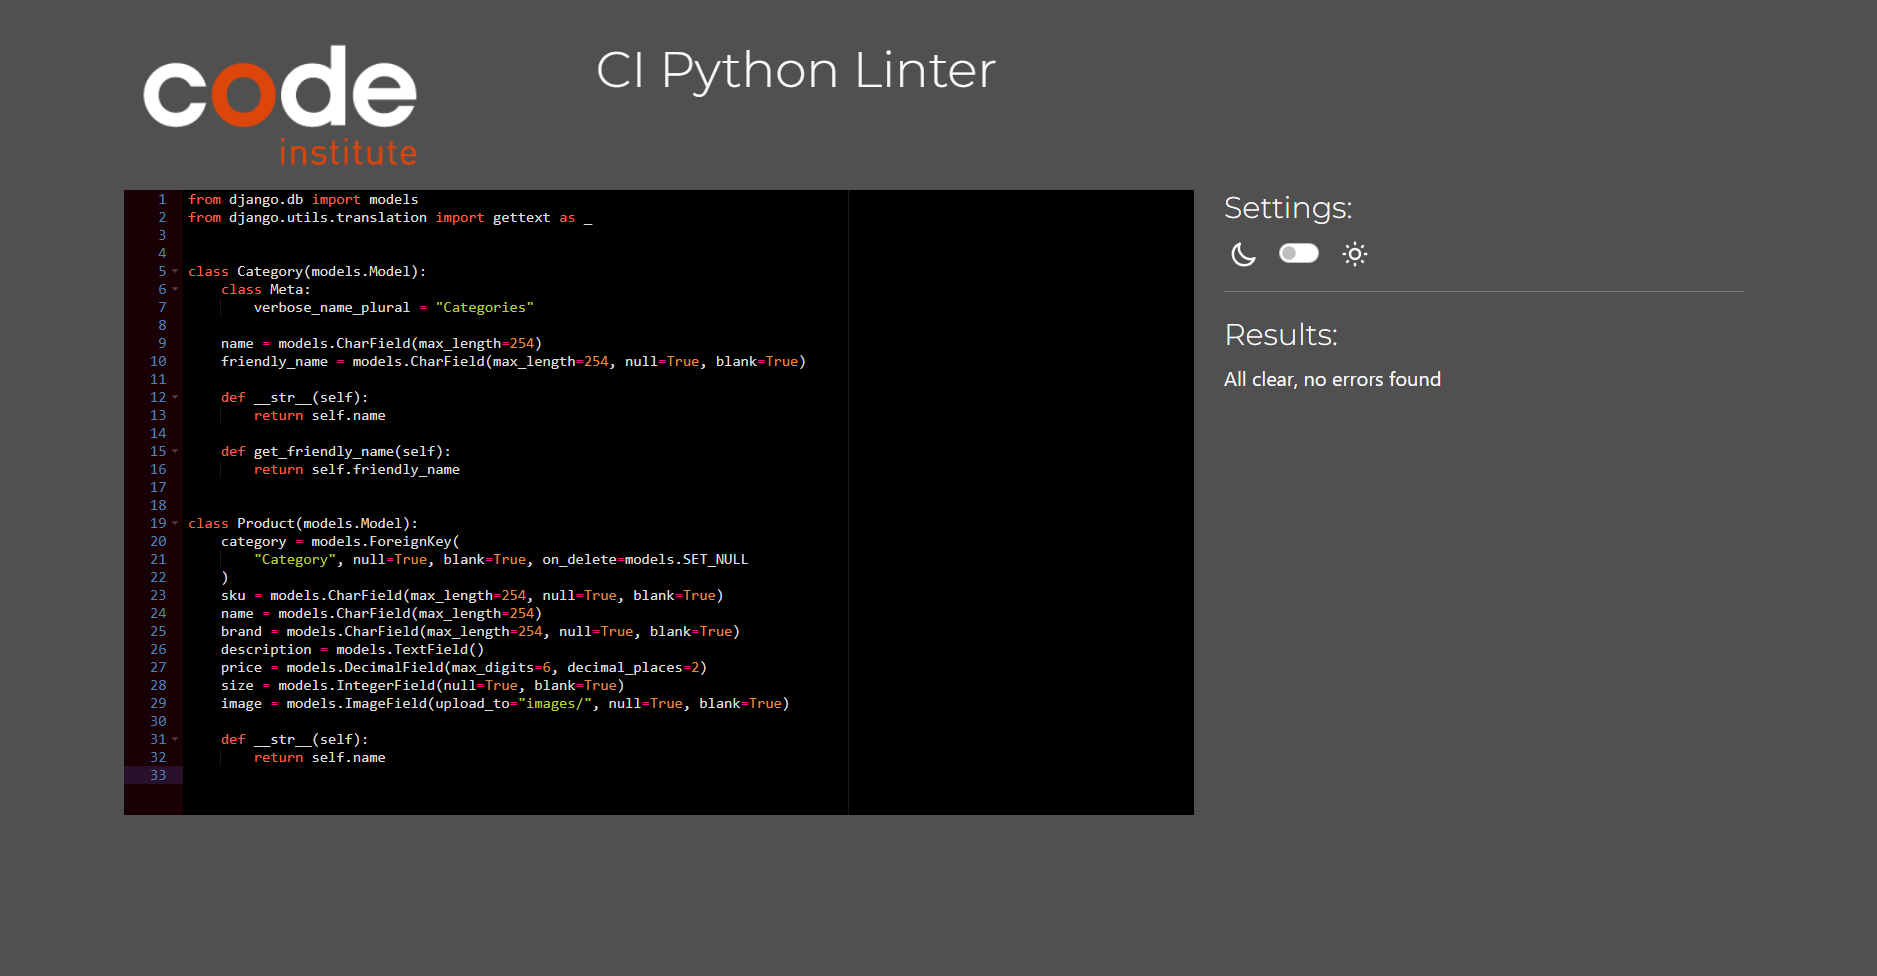 code
institute
CI Python Linter
1 from django.db import models
2 from django.utils.translation import gettext as _
3
4
5 class Category(models.Model):
6     class Meta:
7         verbose_name_plural = "Categories"
8
9     name = models.CharField(max_length=254)
10     friendly_name = models.CharField(max_length=254, null=True, blank=True)
11
12     def __str__(self):
13         return self.name
14
15     def get_friendly_name(self):
16         return self.friendly_name
17
18
19 class Product(models.Model):
20     category = models.ForeignKey(
21         "Category", null=True, blank=True, on_delete=models.SET_NULL
22     )
23     sku = models.CharField(max_length=254, null=True, blank=True)
24     name = models.CharField(max_length=254)
25     brand = models.CharField(max_length=254, null=True, blank=True)
26     description = models.TextField()
27     price = models.DecimalField(max_digits=6, decimal_places=2)
28     size = models.IntegerField(null=True, blank=True)
29     image = models.ImageField(upload_to="images/", null=True, blank=True)
30
31     def __str__(self):
32         return self.name
33
Settings:
Results:
All clear, no errors found